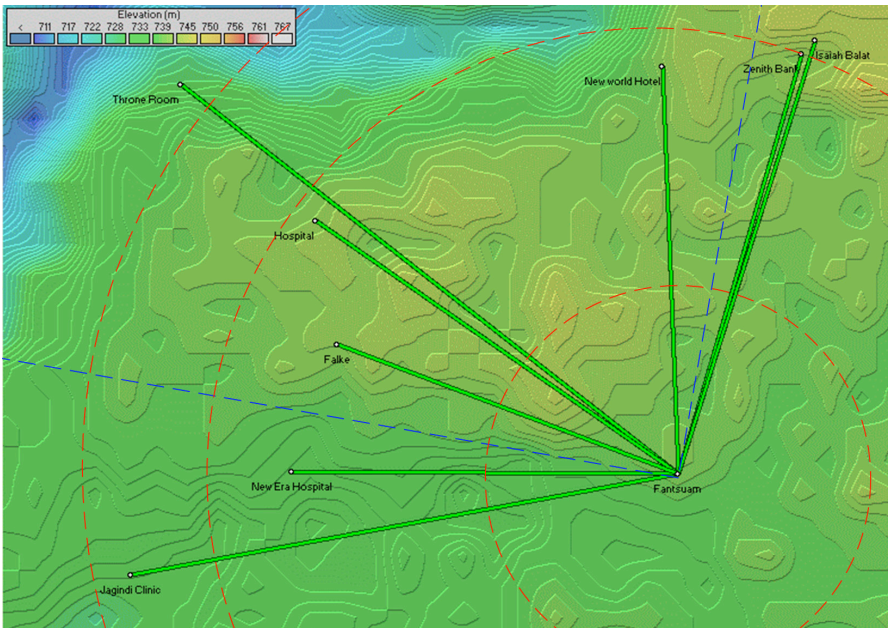 Elevation (m)
< 711 717 722 728 733 739 745 750 756 761 767
Isaiah Balat
Zenith Bank
New world Hotel
Throne Room
Hospital
Falke
New Era Hospital
Fantsuam
Jagindi Clinic